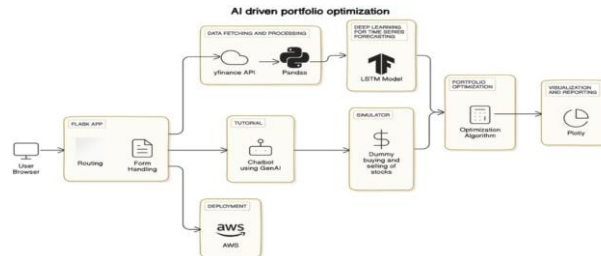 AI driven portfolio optimization
DATA FETCHING AND PROCESSING
yfinance API
Pandas
DEEP LEARNING
FOR TIME SERIES
FORECASTING
LSTM Model
PORTFOLIO
OPTIMIZATION
Optimization
Algorithm
VISUALIZATION
AND REPORTING
Plotly
FLASK APP
User
Browser
Routing
Form
Handling
TUTORIAL
Chatbot
using GenAI
SIMULATOR
Dummy
buying and
selling of
stocks
DEPLOYMENT
aws
AWS